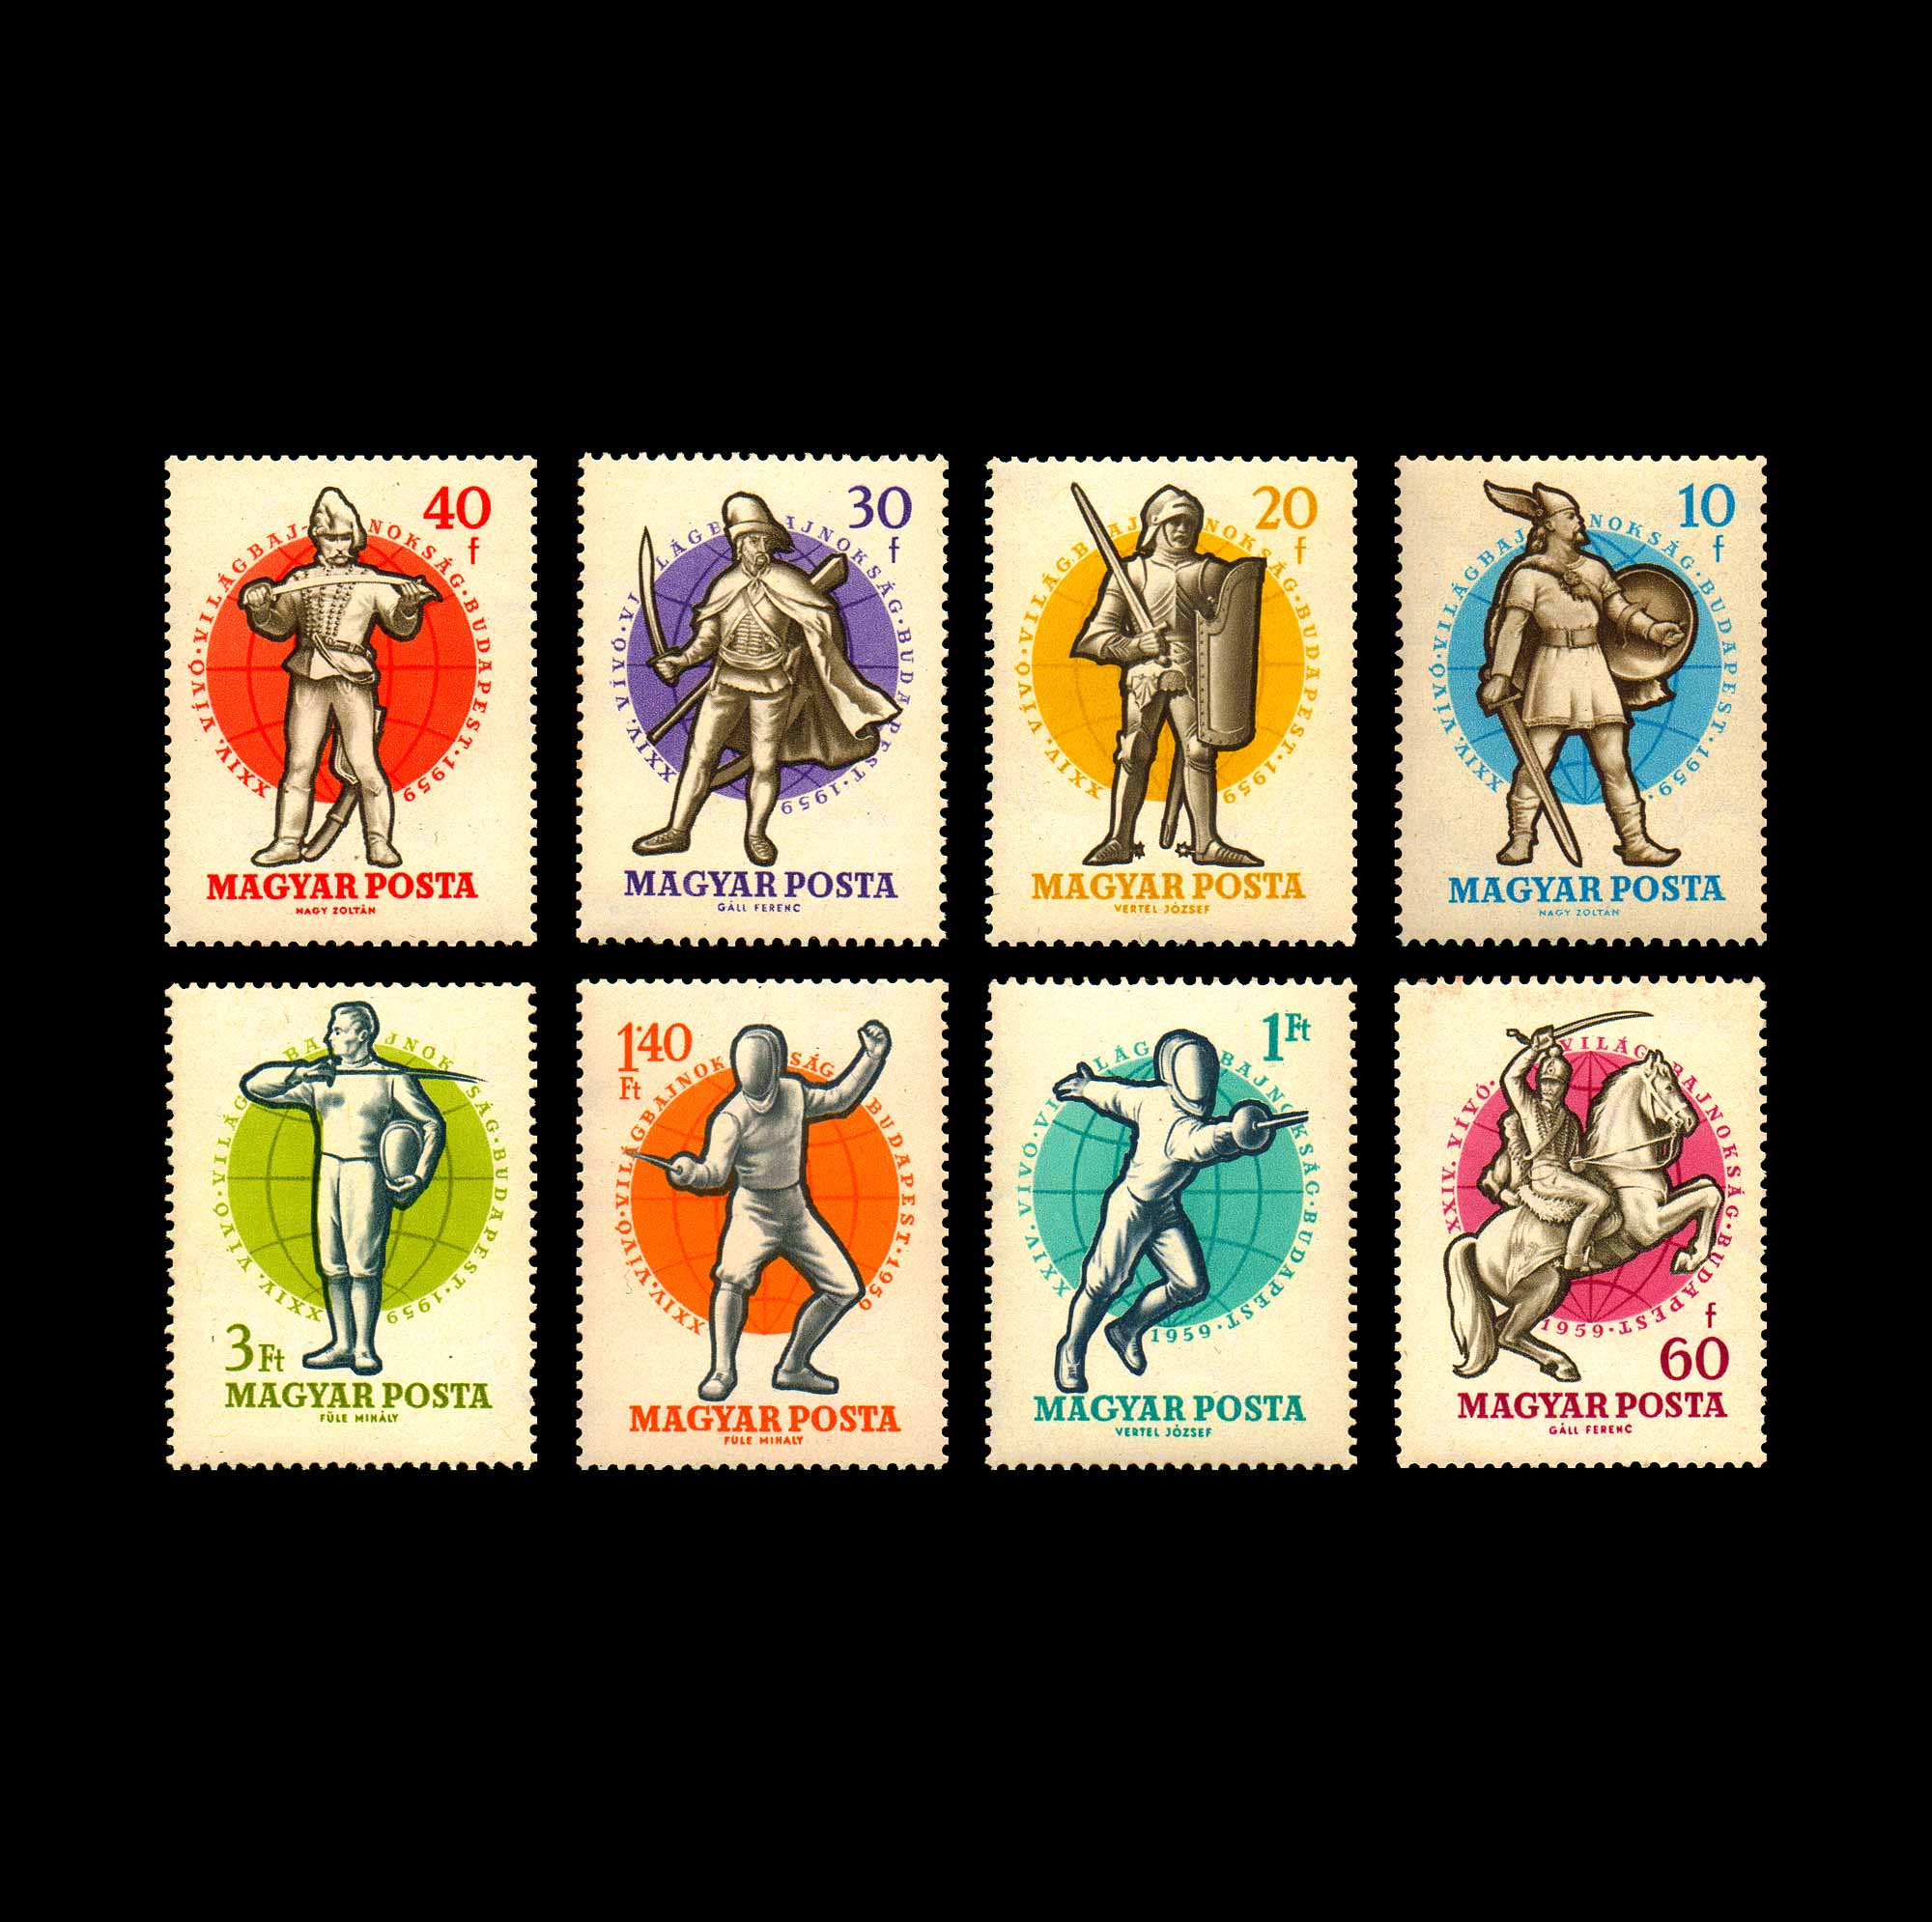 40
f
XXIV. VÍVÓ·VILÁGBAJNOKSÁG·BUDAPEST·1959
MAGYAR POSTA
NAGY ZOLTÁN
30
f
XXIV. VÍVÓ·VILÁGBAJNOKSÁG·BUDAPEST·1959
MAGYAR POSTA
GÁLL FERENC
20
f
XXIV. VÍVÓ·VILÁGBAJNOKSÁG·BUDAPEST·1959
MAGYAR POSTA
VERTEL JÓZSEF
10
f
XXIV. VÍVÓ·VILÁGBAJNOKSÁG·BUDAPEST·1959·
MAGYAR POSTA
NAGY ZOLTÁN
XXIV. VÍVÓ·VILÁGBAJNOKSÁG·BUDAPEST·1959
3 Ft
MAGYAR POSTA
FÜLE MIHÁLY
1·40
Ft
XXIV. VÍVÓ·VILÁGBAJNOKSÁG BUDAPEST·1959
MAGYAR POSTA
FÜLE MIHÁLY
1 Ft
XXIV. VÍVÓ·VILÁGBAJNOKSÁG·BUDAPEST·1959·
MAGYAR POSTA
VERTEL JÓZSEF
XXIV. VÍVÓ·VILÁGBAJNOKSÁG·BUDAPEST·1959·
f
60
MAGYAR POSTA
GÁLL FERENC